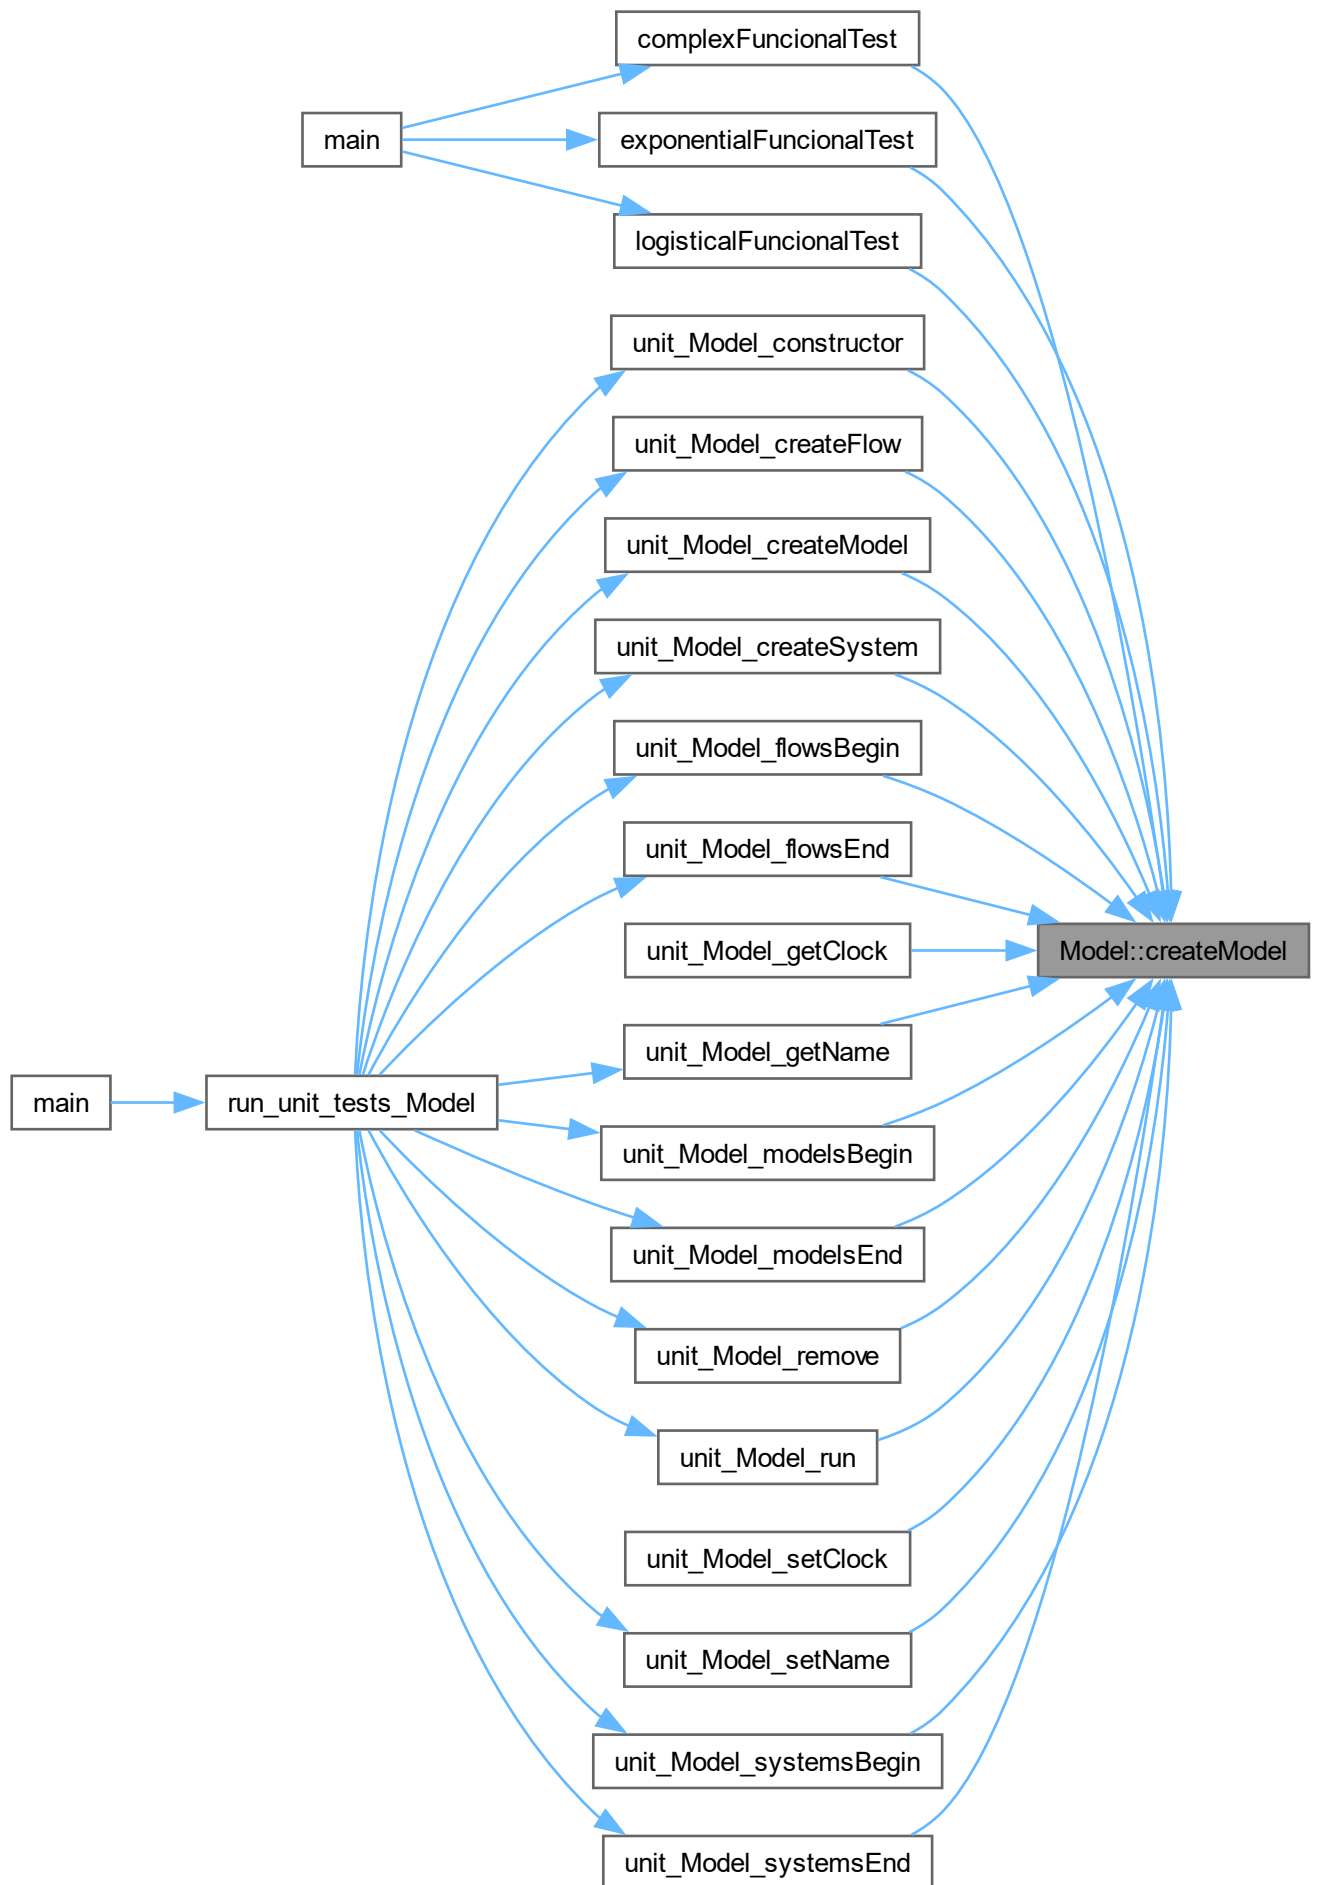 complexFuncionalTest
main
exponentialFuncionalTest
logisticalFuncionalTest
unit_Model_constructor
unit_Model_createFlow
unit_Model_createModel
unit_Model_createSystem
unit_Model_flowsBegin
unit_Model_flowsEnd
unit_Model_getClock
Model::createModel
unit_Model_getName
main
run_unit_tests_Model
unit_Model_modelsBegin
unit_Model_modelsEnd
unit_Model_remove
unit_Model_run
unit_Model_setClock
unit_Model_setName
unit_Model_systemsBegin
unit_Model_systemsEnd